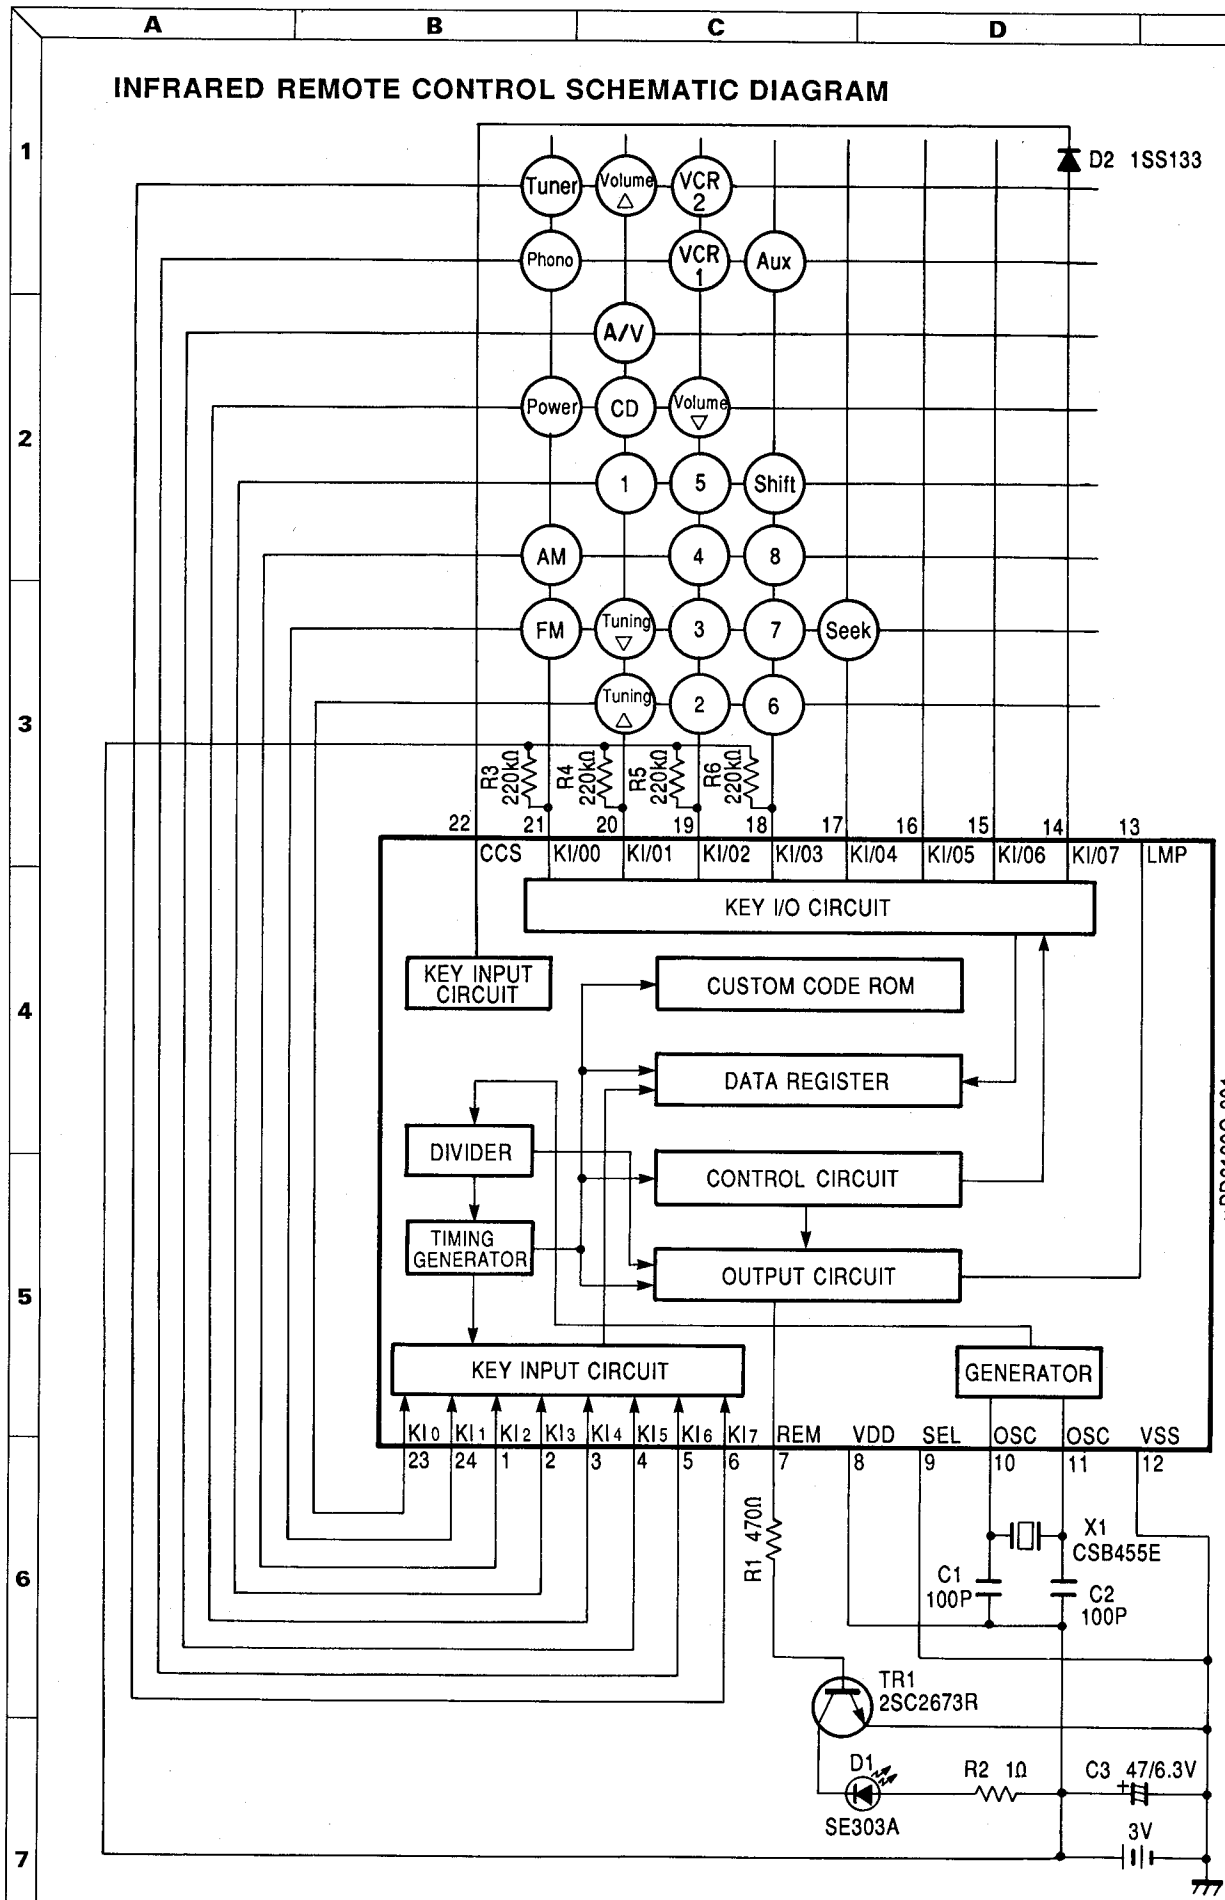 A B C D
INFRARED REMOTE CONTROL SCHEMATIC DIAGRAM
1
D2 1SS133
Tuner
Volume
△
VCR
2
Phono
VCR
1
Aux
A/V
2
Power
CD
Volume
▽
1
5
Shift
AM
4
8
FM
Tuning
▽
3
7
Seek
3
Tuning
△
2
6
R3
220kΩ
R4
220kΩ
R5
220kΩ
R6
220kΩ
22 21 20 19 18 17 16 15 14 13
CCS KI/00 KI/01 KI/02 KI/03 KI/04 KI/05 KI/06 KI/07 LMP
KEY I/O CIRCUIT
4
KEY INPUT
CIRCUIT
CUSTOM CODE ROM
DATA REGISTER
DIVIDER
CONTROL CIRCUIT
TIMING
GENERATOR
5
OUTPUT CIRCUIT
KEY INPUT CIRCUIT
GENERATOR
KI0 KI1 KI2 KI3 KI4 KI5 KI6 KI7 REM VDD SEL OSC OSC VSS
23 24 1 2 3 4 5 6 7 8 9 10 11 12
R1 470Ω
X1
CSB455E
6
C1
100P
C2
100P
TR1
2SC2673R
D1
SE303A
R2 1Ω
C3 47/6.3V
+
3V
7